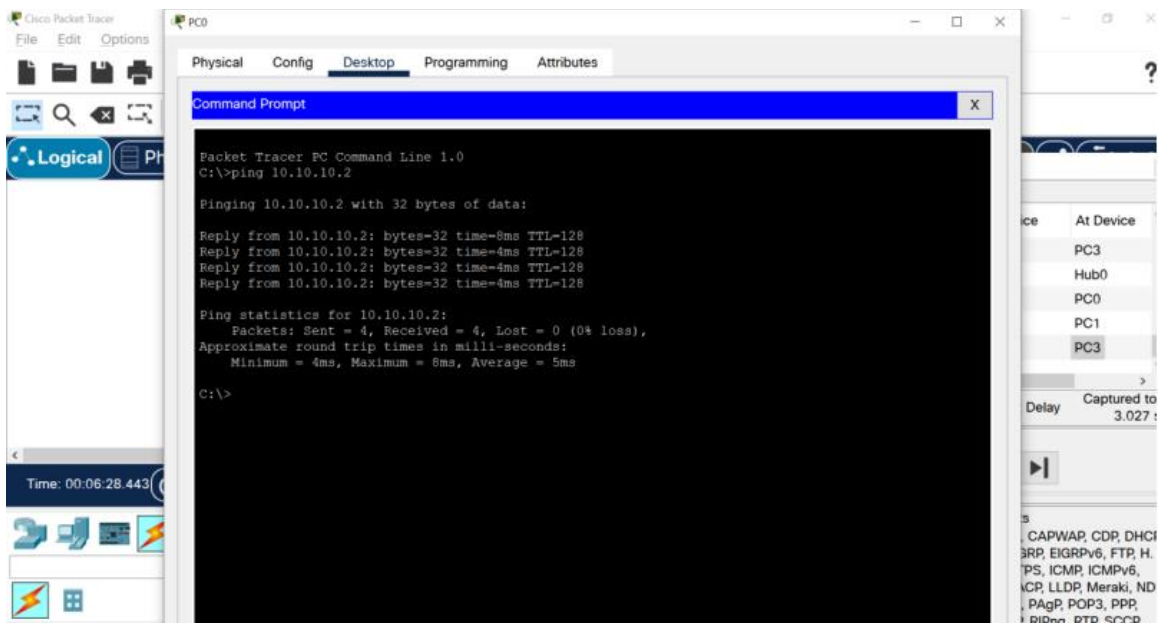 Cisco Packet Tracer
File Edit Options
PC0
Physical Config Desktop Programming Attributes
?
Command Prompt
X
Logical
Packet Tracer PC Command Line 1.0
C:\>ping 10.10.10.2
Pinging 10.10.10.2 with 32 bytes of data:
Reply from 10.10.10.2: bytes=32 time=8ms TTL=128
Reply from 10.10.10.2: bytes=32 time=4ms TTL=128
Reply from 10.10.10.2: bytes=32 time=4ms TTL=128
Reply from 10.10.10.2: bytes=32 time=4ms TTL=128
Ping statistics for 10.10.10.2:
Packets: Sent = 4, Received = 4, Lost = 0 (0% loss),
Approximate round trip times in milli-seconds:
Minimum = 4ms, Maximum = 8ms, Average = 5ms
C:\>
At Device
PC3
Hub0
PC0
PC1
PC3
Delay
Captured to
3.027
Time: 00:06:28.443
, CAPWAP, CDP, DHC
GRP, EIGRPv6, FTP, H.
TPS, ICMP, ICMPv6,
ACP, LLDP, Meraki, ND
, PAgP, POP3, PPP,
RIPng, RTP, SCCP